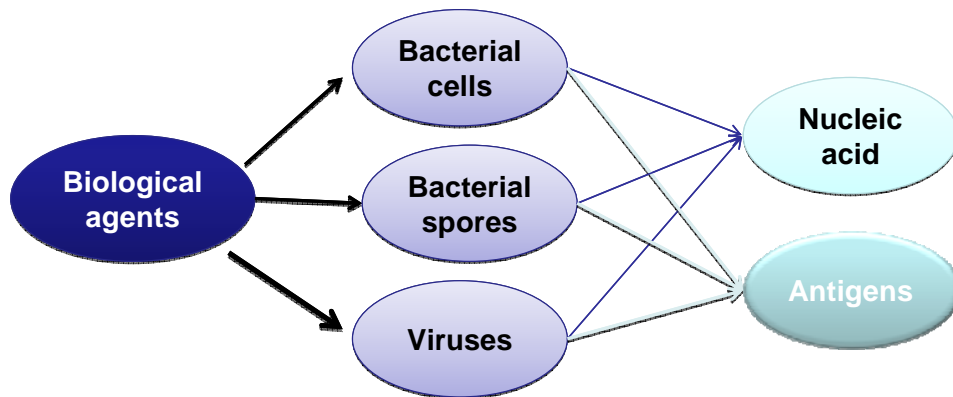 Biological
agents
Bacterial
cells
Bacterial
spores
Viruses
Nucleic
acid
Antigens